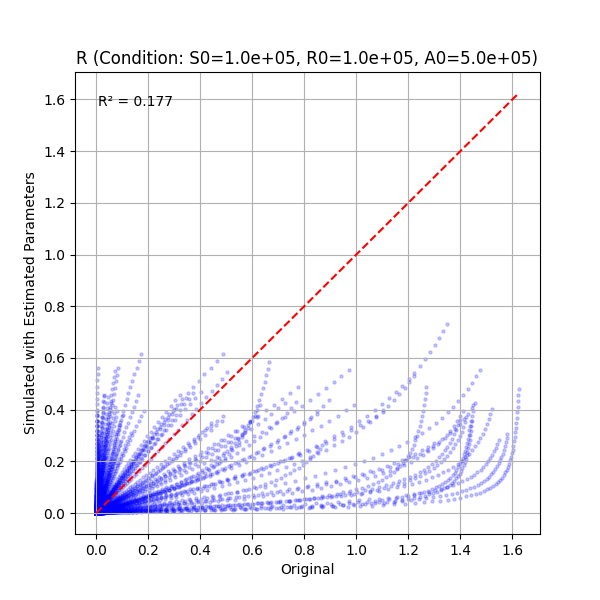 R (Condition: S0=1.0e+05, R0=1.0e+05, A0=5.0e+05)
R² = 0.177
1.6
1.4
1.2
1.0
0.8
0.6
0.4
0.2
0.0
Simulated with Estimated Parameters
0.0 0.2 0.4 0.6 0.8 1.0 1.2 1.4 1.6
Original